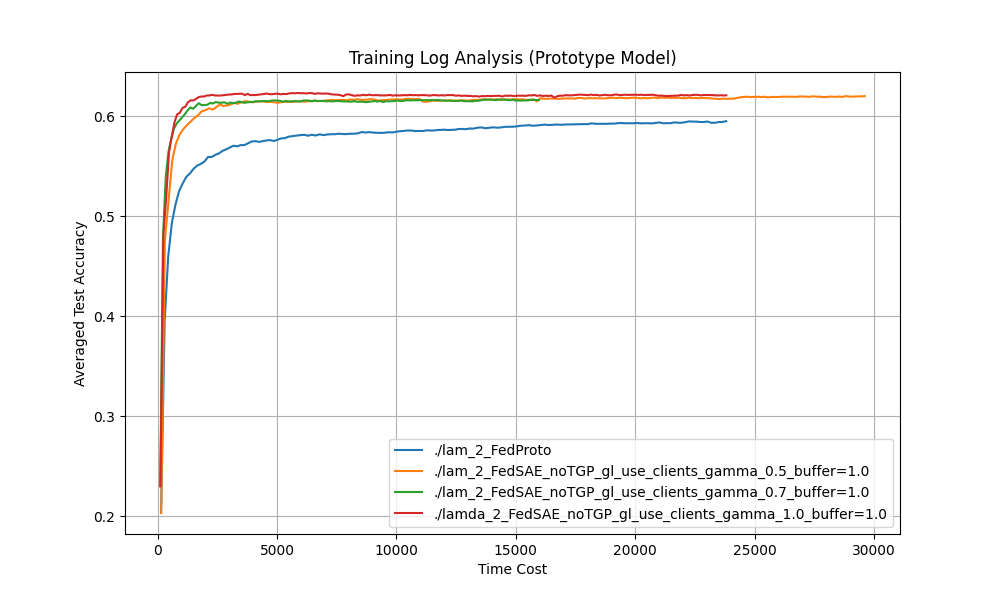 Training Log Analysis (Prototype Model)
Averaged Test Accuracy
0.6
0.5
0.4
0.3
0.2
./lam_2_FedProto
./lam_2_FedSAE_noTGP_gl_use_clients_gamma_0.5_buffer=1.0
./lam_2_FedSAE_noTGP_gl_use_clients_gamma_0.7_buffer=1.0
./lamda_2_FedSAE_noTGP_gl_use_clients_gamma_1.0_buffer=1.0
0 5000 10000 15000 20000 25000 30000
Time Cost